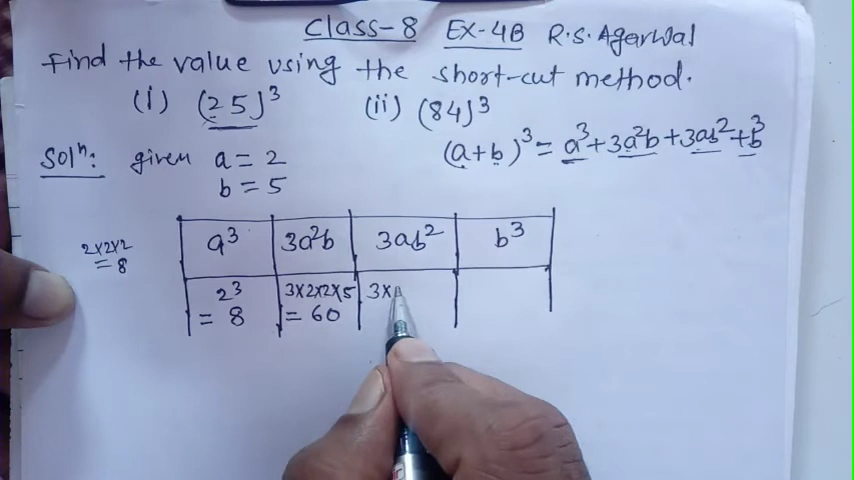 Class-8 EX-4B R.S.Agarwal
Find the value using the short-cut method.
(i) (25)³ (ii) (84)³
(a+b)³ = a³+3a²b+3ab²+b³
Solⁿ: given a = 2
b = 5
a³ 3a²b 3ab² b³
2×2×2
= 8
2³ 3×2×2×5 3×
= 8 = 60